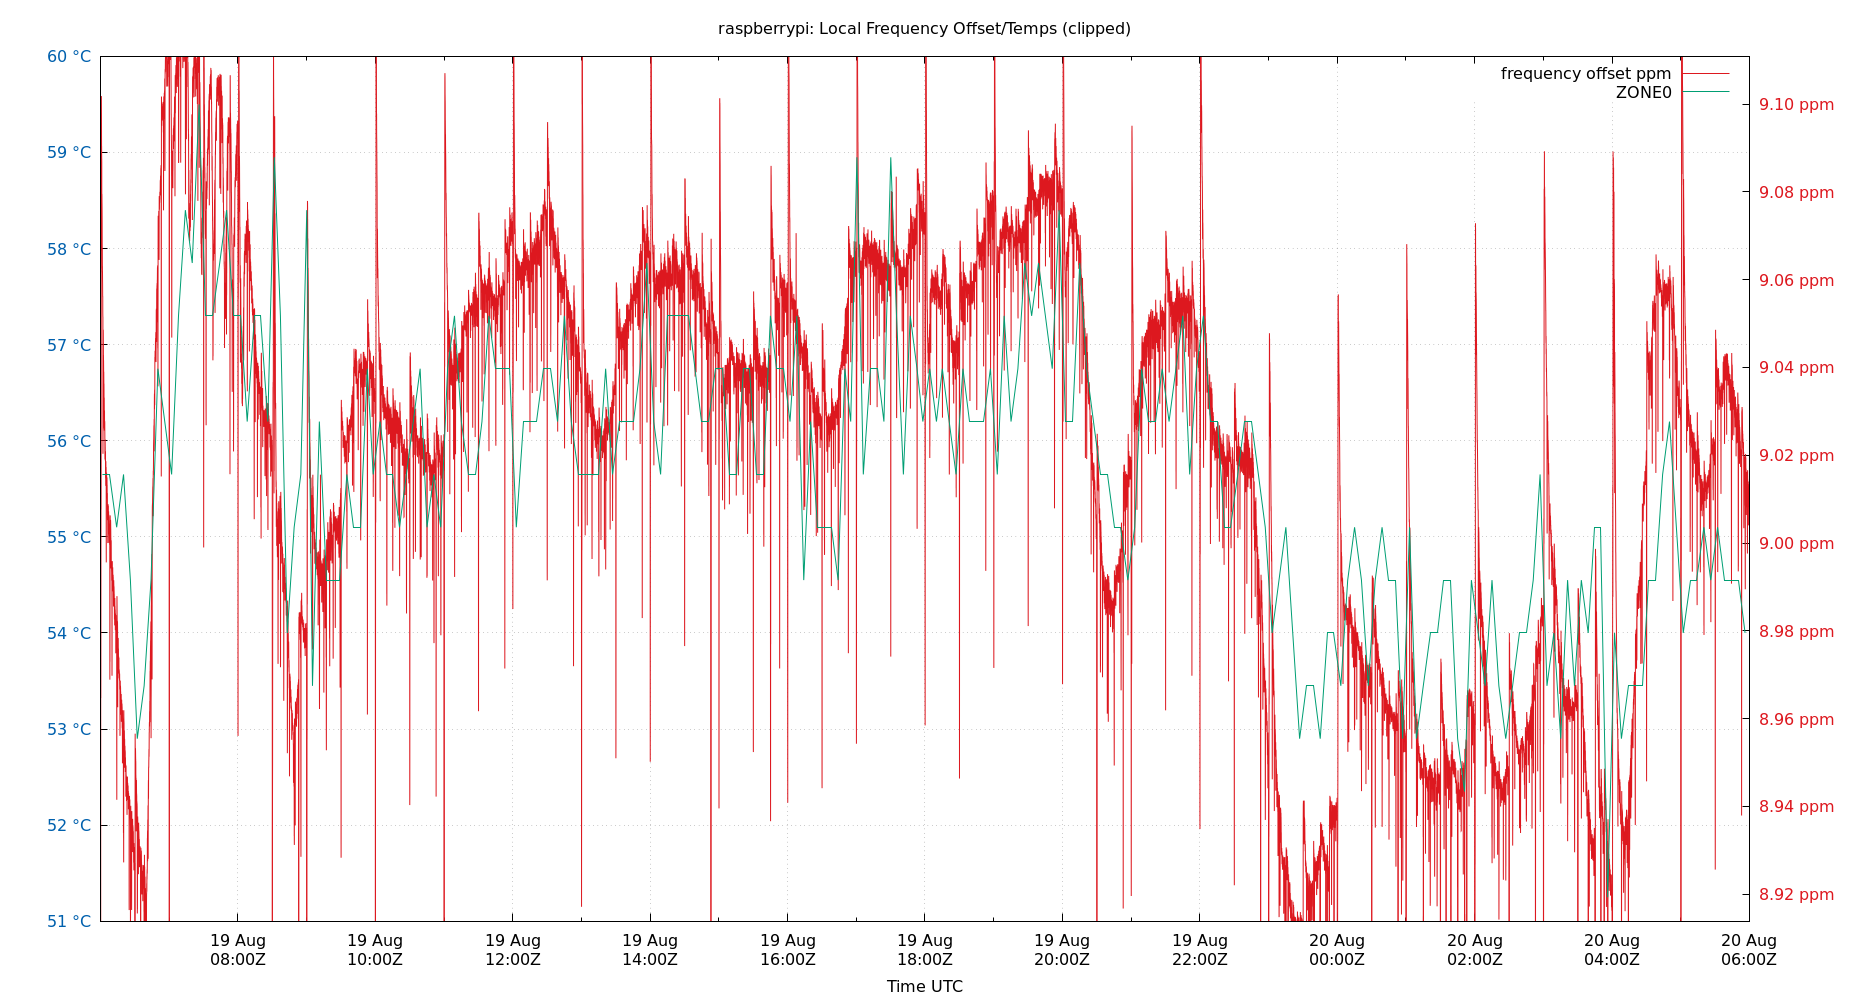 raspberrypi: Local Frequency Offset/Temps (clipped)
60 °C
59 °C
58 °C
57 °C
56 °C
55 °C
54 °C
53 °C
52 °C
51 °C
frequency offset ppm
ZONE0
9.10 ppm
9.08 ppm
9.06 ppm
9.04 ppm
9.02 ppm
9.00 ppm
8.98 ppm
8.96 ppm
8.94 ppm
8.92 ppm
19 Aug 19 Aug 19 Aug 19 Aug 19 Aug 19 Aug 19 Aug 19 Aug 20 Aug 20 Aug 20 Aug 20 Aug
08:00Z 10:00Z 12:00Z 14:00Z 16:00Z 18:00Z 20:00Z 22:00Z 00:00Z 02:00Z 04:00Z 06:00Z
Time UTC